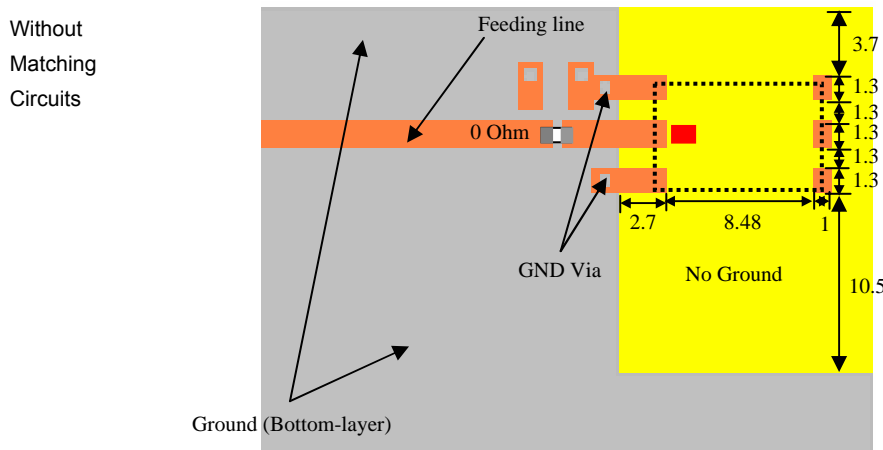 Without
Matching
Circuits
Feeding line
3.7
1.3
1.3
0 Ohm
1.3
1.3
1.3
2.7
8.48
1
GND Via
No Ground
10.5
Ground (Bottom-layer)